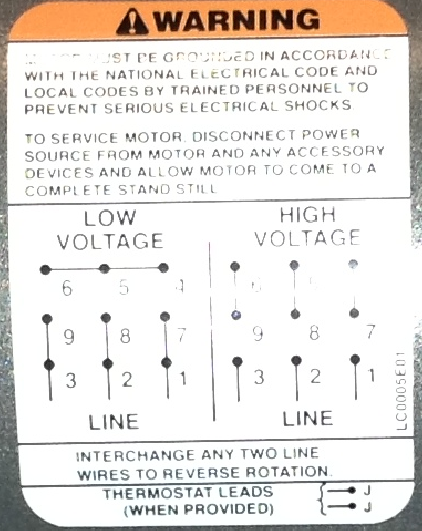 WARNING
MUST BE GROUNDED IN ACCORDANCE
WITH THE NATIONAL ELECTRICAL CODE AND
LOCAL CODES BY TRAINED PERSONNEL TO
PREVENT SERIOUS ELECTRICAL SHOCKS
TO SERVICE MOTOR, DISCONNECT POWER
SOURCE FROM MOTOR AND ANY ACCESSORY
DEVICES AND ALLOW MOTOR TO COME TO A
COMPLETE STAND STILL
LOW
VOLTAGE
6 5 4
9 8 7
3 2 1
LINE
HIGH
VOLTAGE
6
9 8 7
3 2 1
LINE
LC0005E01
INTERCHANGE ANY TWO LINE
WIRES TO REVERSE ROTATION.
THERMOSTAT LEADS J
(WHEN PROVIDED) J